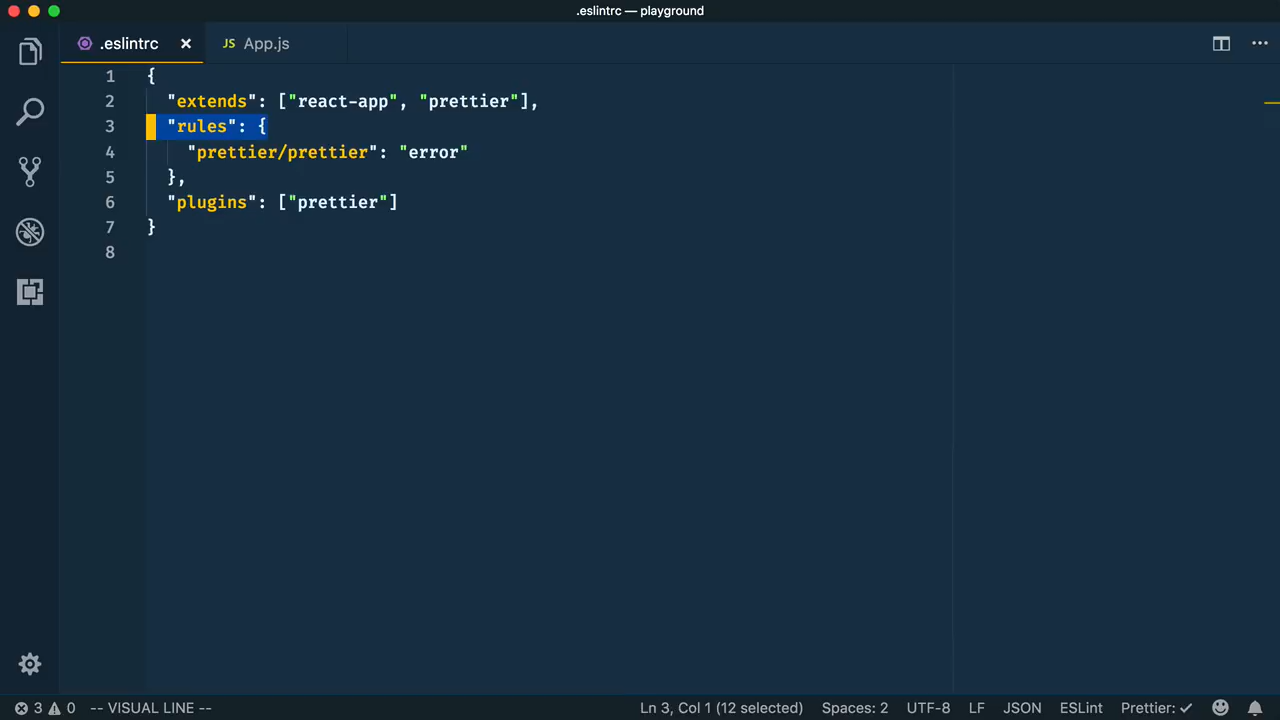 .eslintrc — playground
.eslintrc
JS App.js
1 {
2 "extends": ["react-app", "prettier"],
3 "rules": {
4 "prettier/prettier": "error"
5 },
6 "plugins": ["prettier"]
7 }
8
3 0 -- VISUAL LINE -- Ln 3, Col 1 (12 selected) Spaces: 2 UTF-8 LF JSON ESLint Prettier: ✓